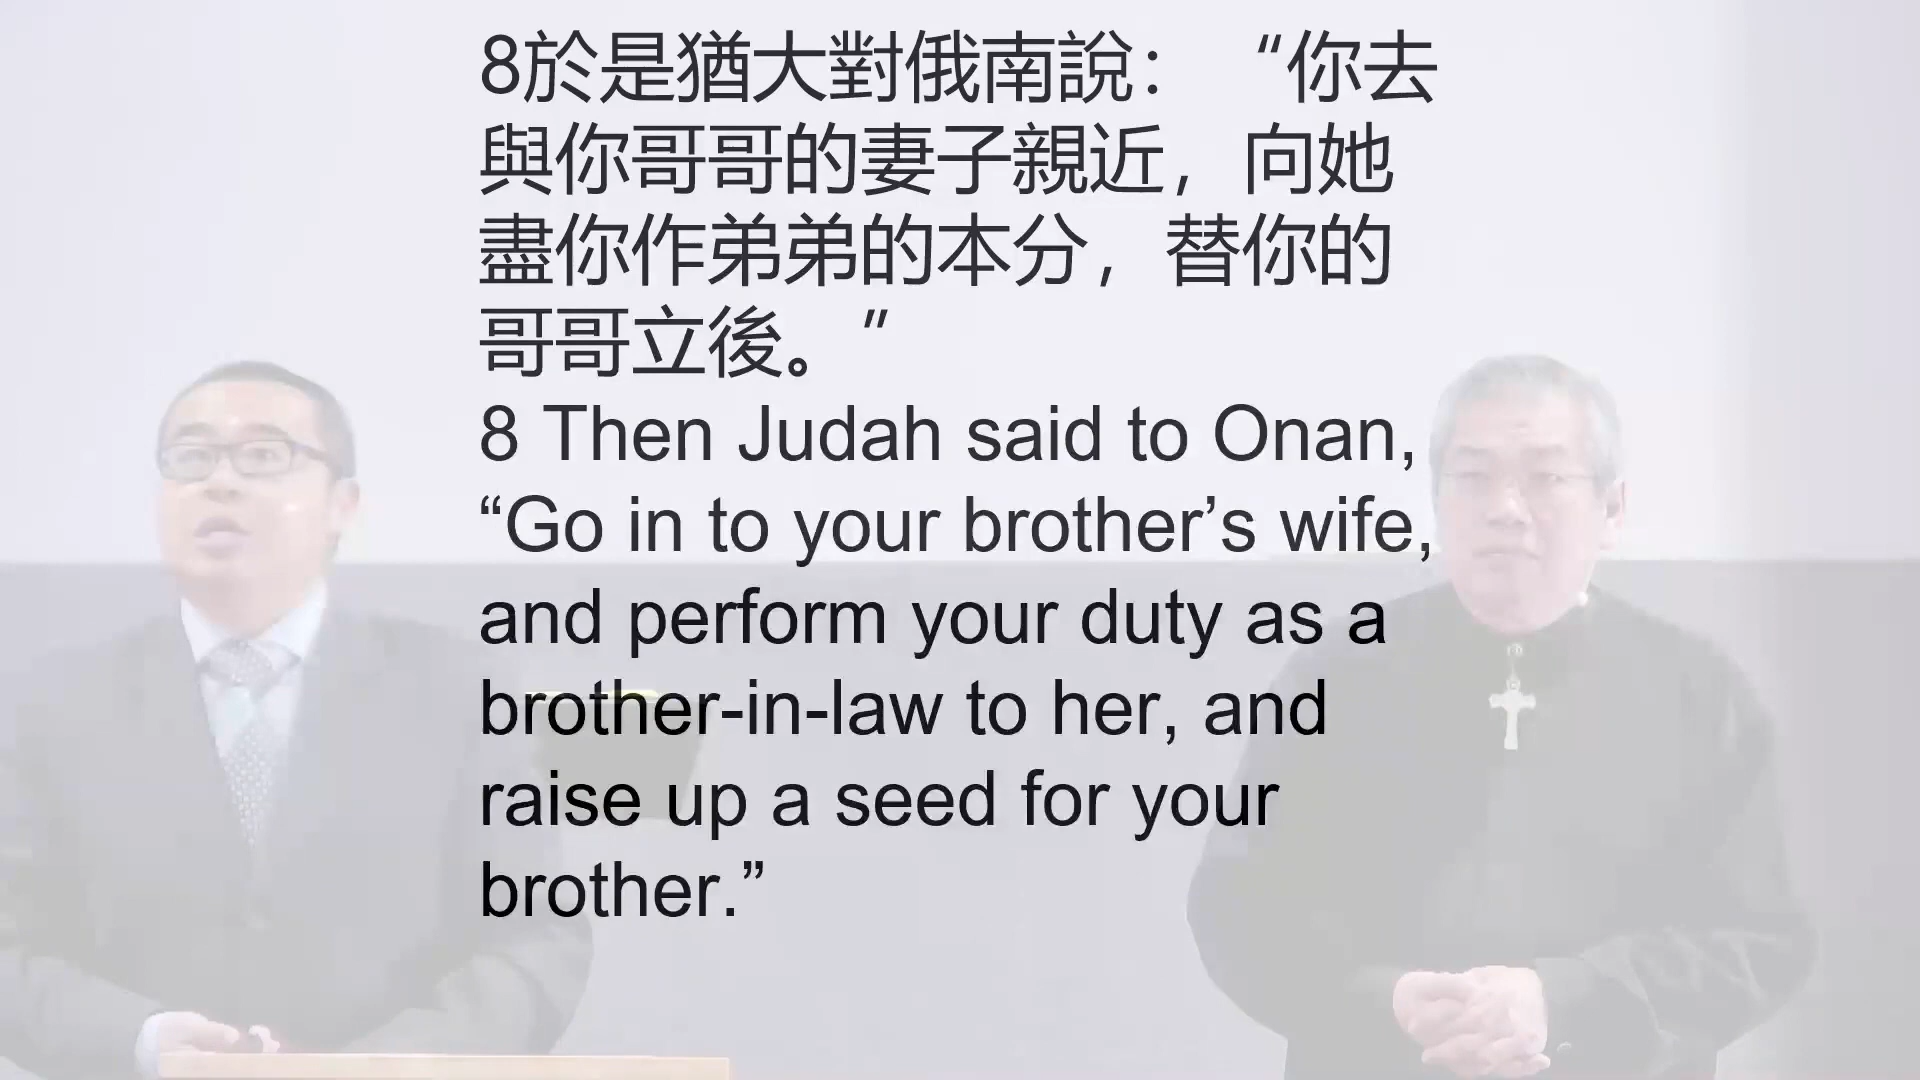 8於是猶大對俄南說：“你去
與你哥哥的妻子親近，向她
盡你作弟弟的本分，替你的
哥哥立後。”
8 Then Judah said to Onan,
“Go in to your brother’s wife,
and perform your duty as a
brother-in-law to her, and
raise up a seed for your
brother.”